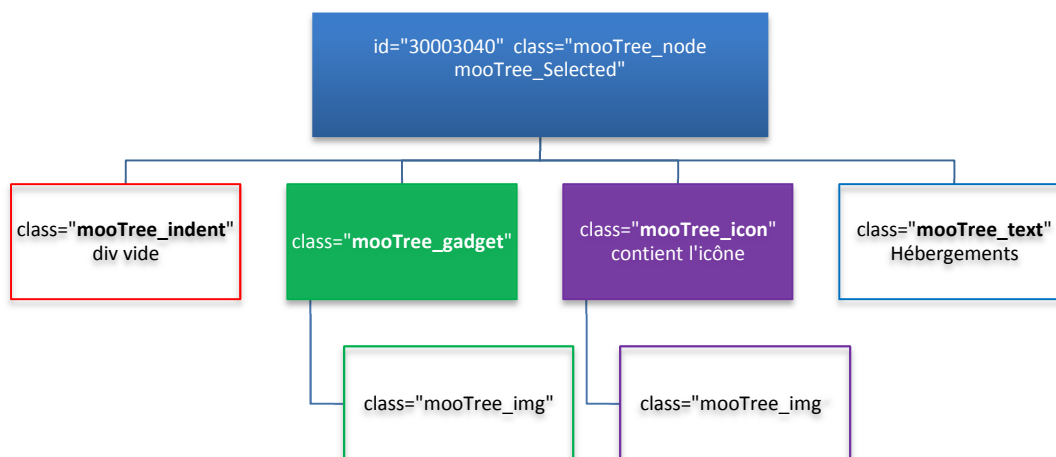 id="30003040" class="mooTree_node
mooTree_Selected"
class="mooTree_indent"
div vide
class="mooTree_gadget"
class="mooTree_icon"
contient l'icône
class="mooTree_text"
Hébergements
class="mooTree_img"
class="mooTree_img